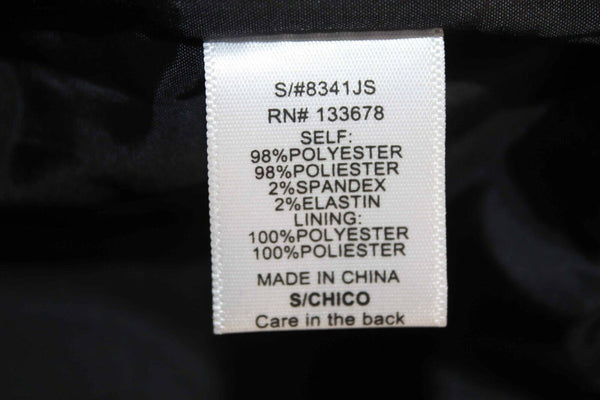 S/#8341JS
RN# 133678
SELF:
98%POLYESTER
98%POLIESTER
2%SPANDEX
2%ELASTIN
LINING:
100%POLYESTER
100%POLIESTER
MADE IN CHINA
S/CHICO
Care in the back